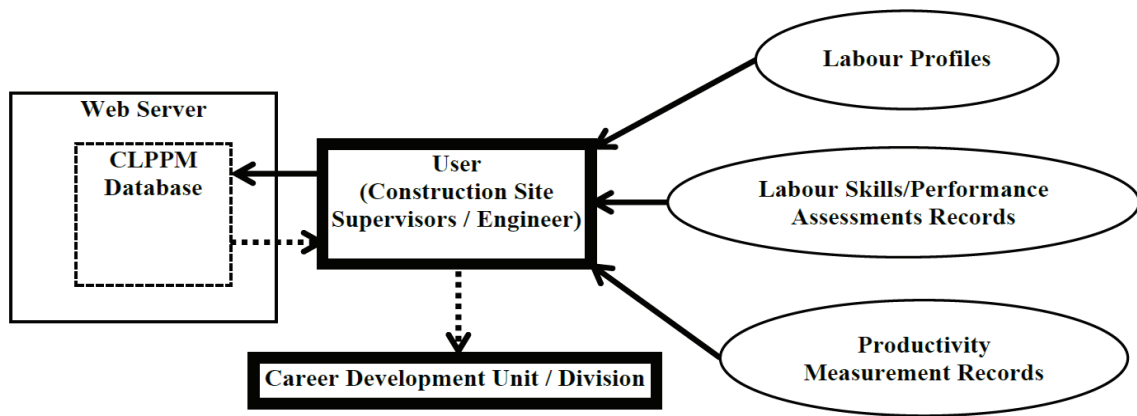 Web Server
CLPPM
Database
User
(Construction Site
Supervisors / Engineer)
Career Development Unit / Division
Labour Profiles
Labour Skills/Performance
Assessments Records
Productivity
Measurement Records